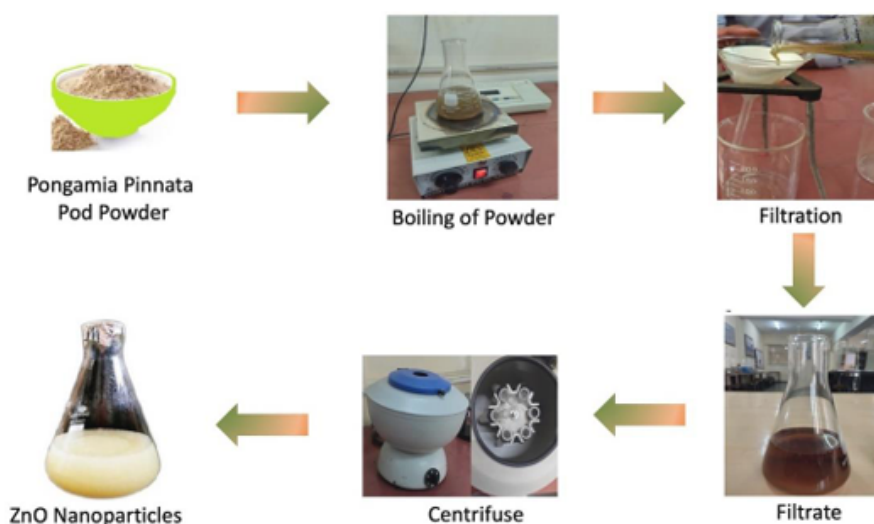 Pongamia Pinnata
Pod Powder
Boiling of Powder
Filtration
Filtrate
Centrifuse
ZnO Nanoparticles